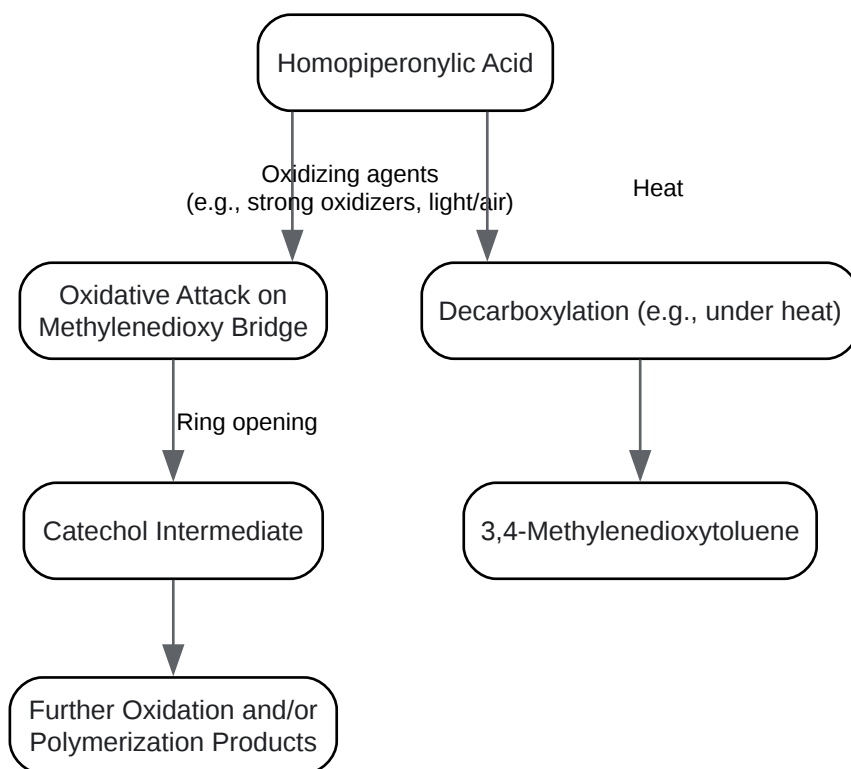 Homopiperonylic Acid
Oxidizing agents
(e.g., strong oxidizers, light/air)
Heat
Oxidative Attack on
Methylenedioxy Bridge
Decarboxylation (e.g., under heat)
Ring opening
Catechol Intermediate
3,4-Methylenedioxytoluene
Further Oxidation and/or
Polymerization Products